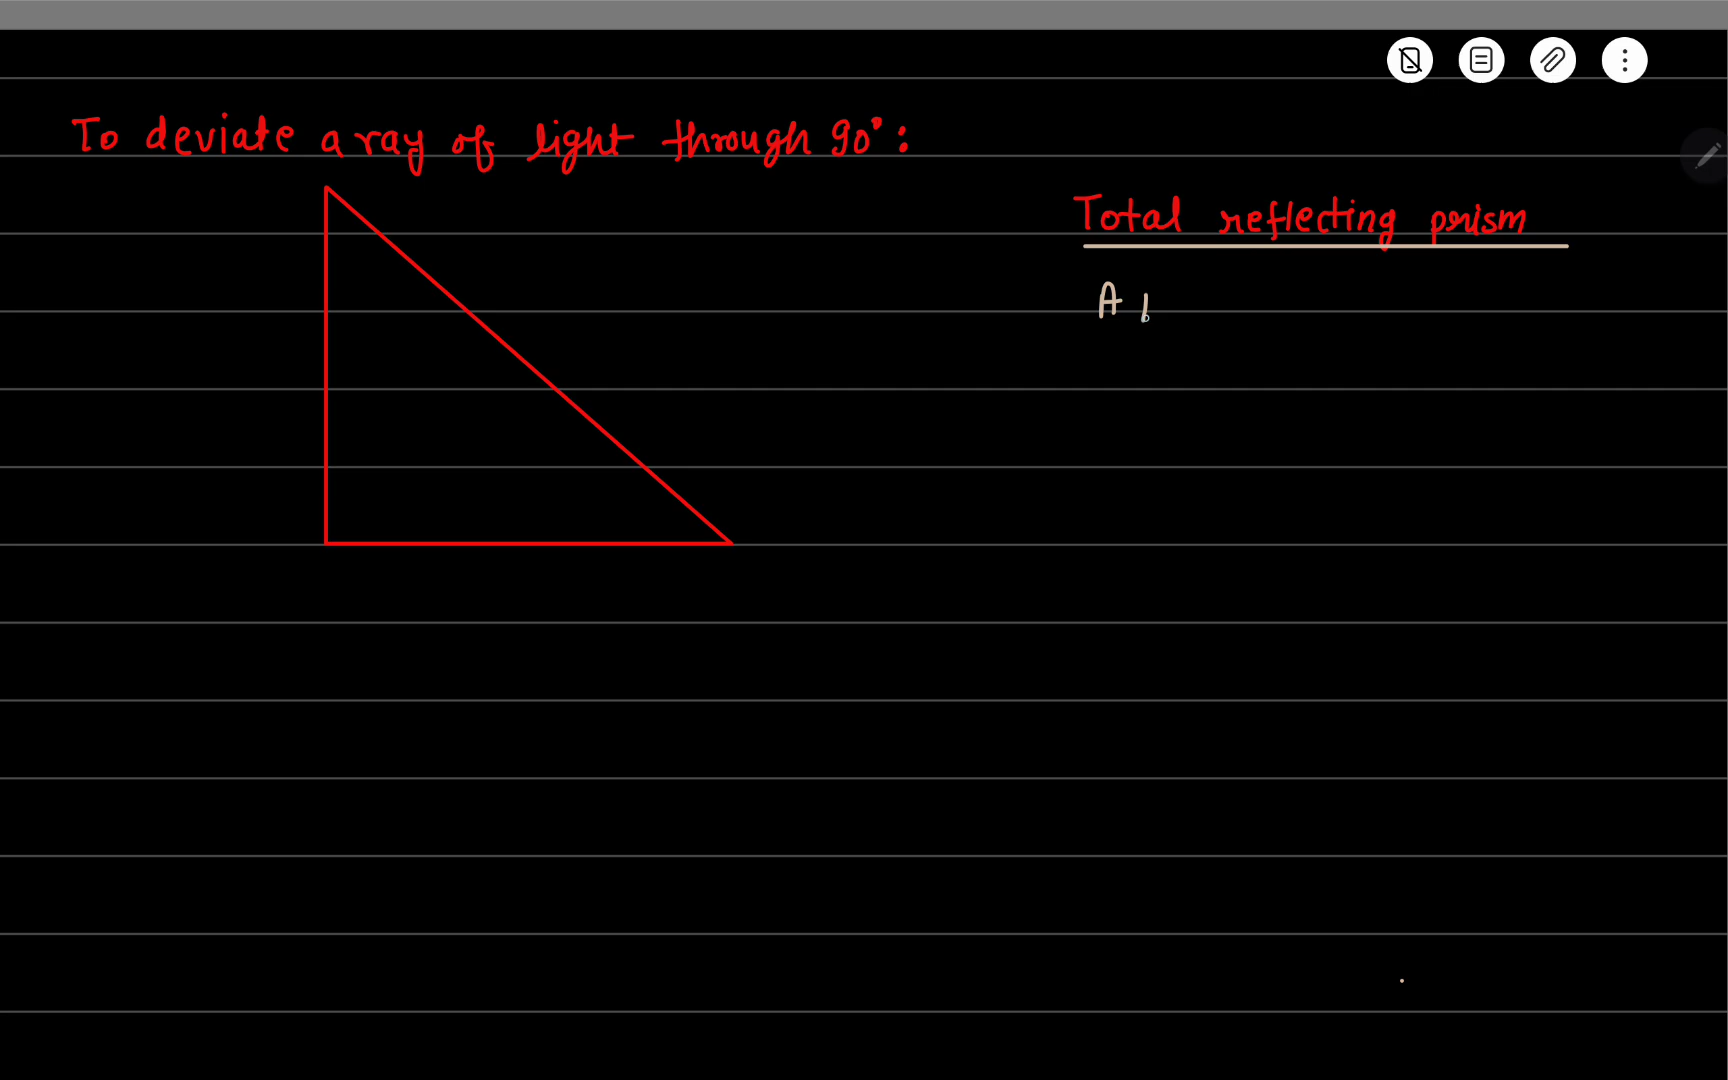 To deviate a ray of light through 90°:
Total reflecting prism
A